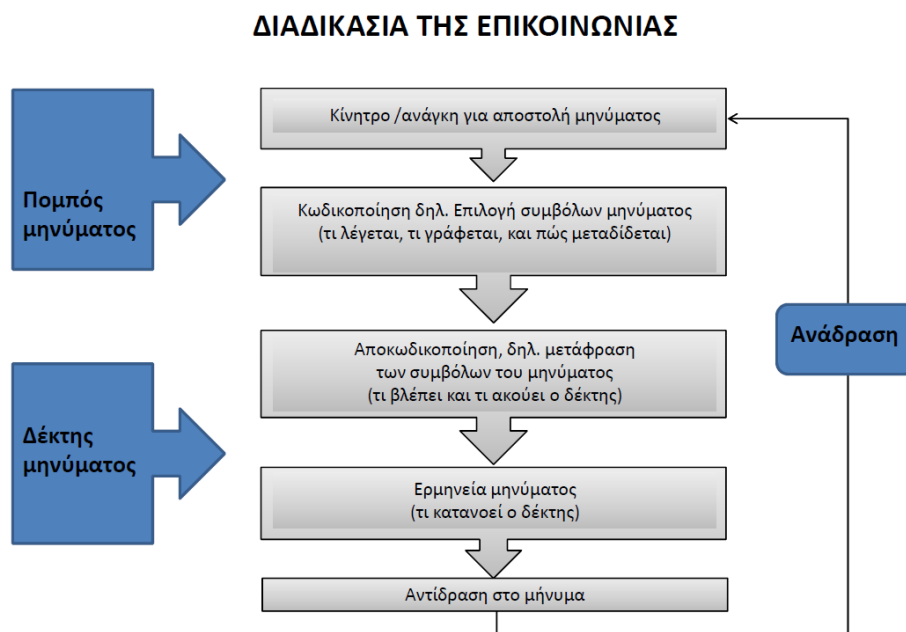 ΔΙΑΔΙΚΑΣΙΑ ΤΗΣ ΕΠΙΚΟΙΝΩΝΙΑΣ
Πομπός
μηνύματος
Κίνητρο /ανάγκη για αποστολή μηνύματος
Κωδικοποίηση δηλ. Επιλογή συμβόλων μηνύματος
(τι λέγεται, τι γράφεται, και πώς μεταδίδεται)
Δέκτης
μηνύματος
Αποκωδικοποίηση, δηλ. μετάφραση
των συμβόλων του μηνύματος
(τι βλέπει και τι ακούει ο δέκτης)
Ερμηνεία μηνύματος
(τι κατανοεί ο δέκτης)
Αντίδραση στο μήνυμα
Ανάδραση